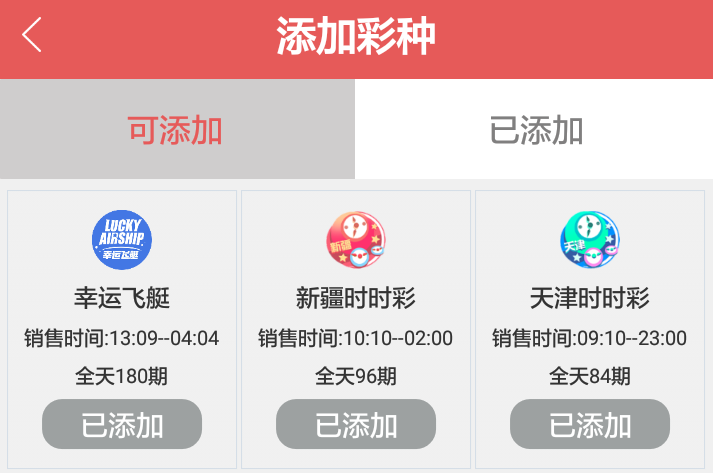 添加彩种
可添加
已添加
LUCKY
AIRSHIP
幸运飞艇
新疆
天津
幸运飞艇
新疆时时彩
天津时时彩
销售时间:13:09--04:04
销售时间:10:10--02:00
销售时间:09:10--23:00
全天180期
全天96期
全天84期
已添加
已添加
已添加